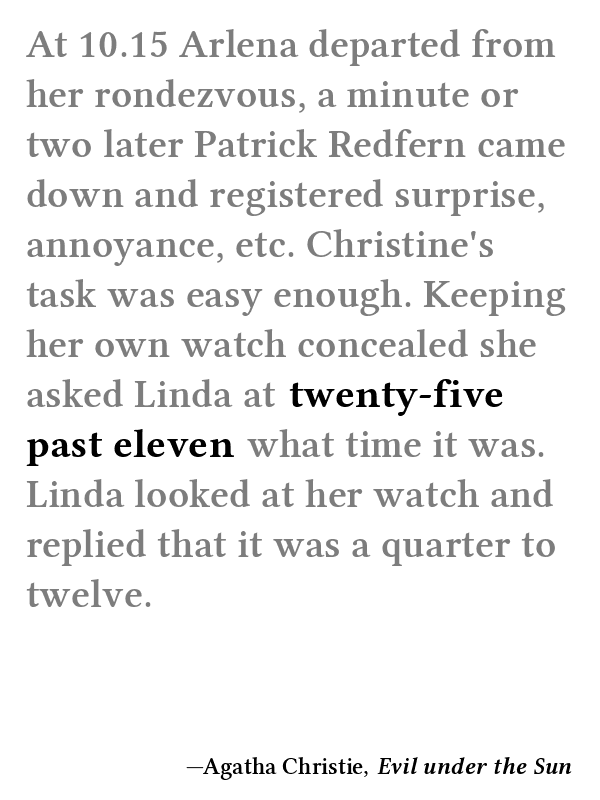 At 10.15 Arlena departed from
her rondezvous, a minute or
two later Patrick Redfern came
down and registered surprise,
annoyance, etc. Christine's
task was easy enough. Keeping
her own watch concealed she
asked Linda at twenty-five
past eleven what time it was.
Linda looked at her watch and
replied that it was a quarter to
twelve.
—Agatha Christie, Evil under the Sun